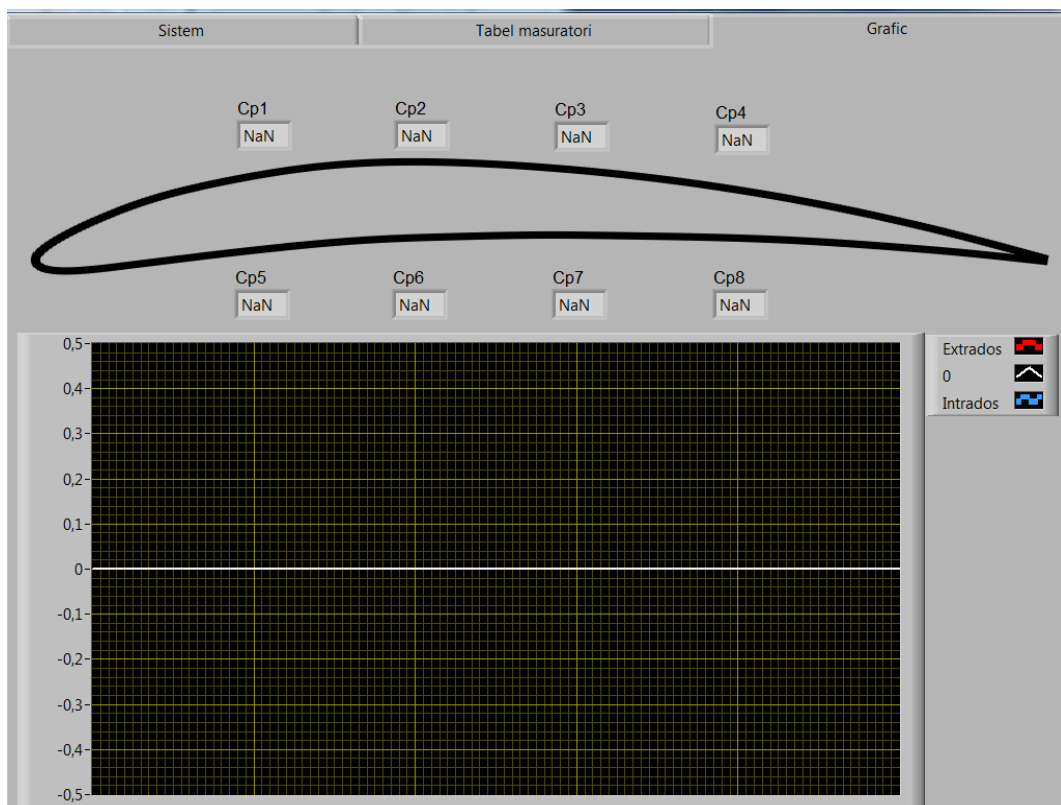 Sistem Tabel masuratori Grafic
Cp1 Cp2 Cp3 Cp4
NaN NaN NaN NaN
Cp5 Cp6 Cp7 Cp8
NaN NaN NaN NaN
0,5
0,4
0,3
0,2
0,1
0
-0,1
-0,2
-0,3
-0,4
-0,5
Extrados
0
Intrados